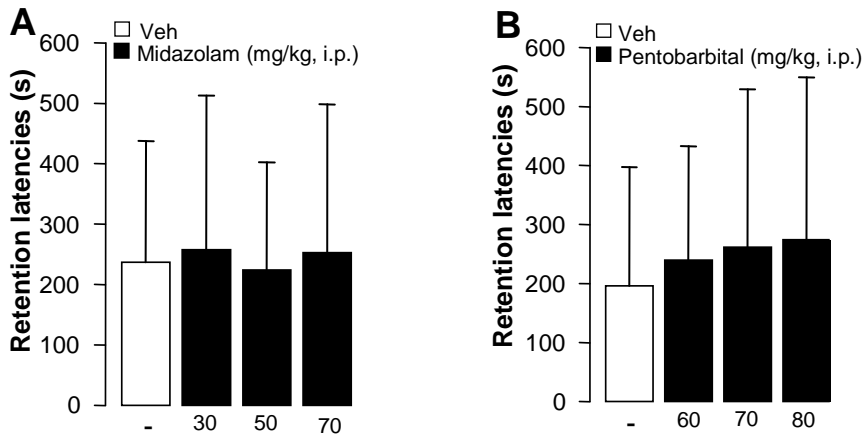 A
Veh
Midazolam (mg/kg, i.p.)
Retention latencies (s)
600
500
400
300
200
100
0
- 30 50 70
B
Veh
Pentobarbital (mg/kg, i.p.)
Retention latencies (s)
600
500
400
300
200
100
0
- 60 70 80